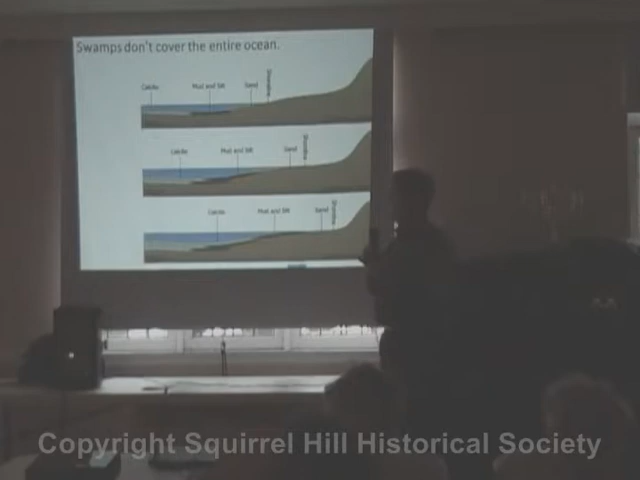 Swamps don't cover the entire ocean.
Calcite Mud and Silt Sand Shoreline
Calcite Mud and Silt Sand Shoreline
Calcite Mud and Silt Sand Shoreline
Copyright Squirrel Hill Historical Society